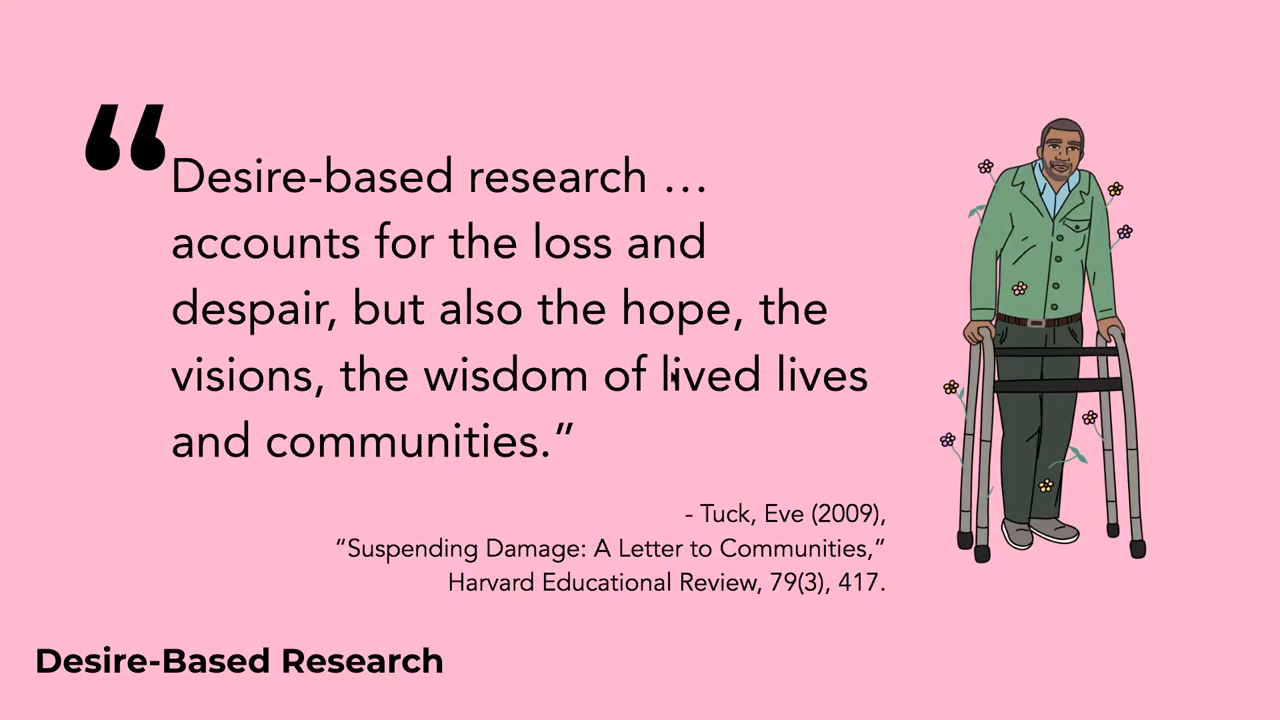 “Desire-based research …
accounts for the loss and
despair, but also the hope, the
visions, the wisdom of lived lives
and communities.”
- Tuck, Eve (2009),
“Suspending Damage: A Letter to Communities,”
Harvard Educational Review, 79(3), 417.
Desire-Based Research